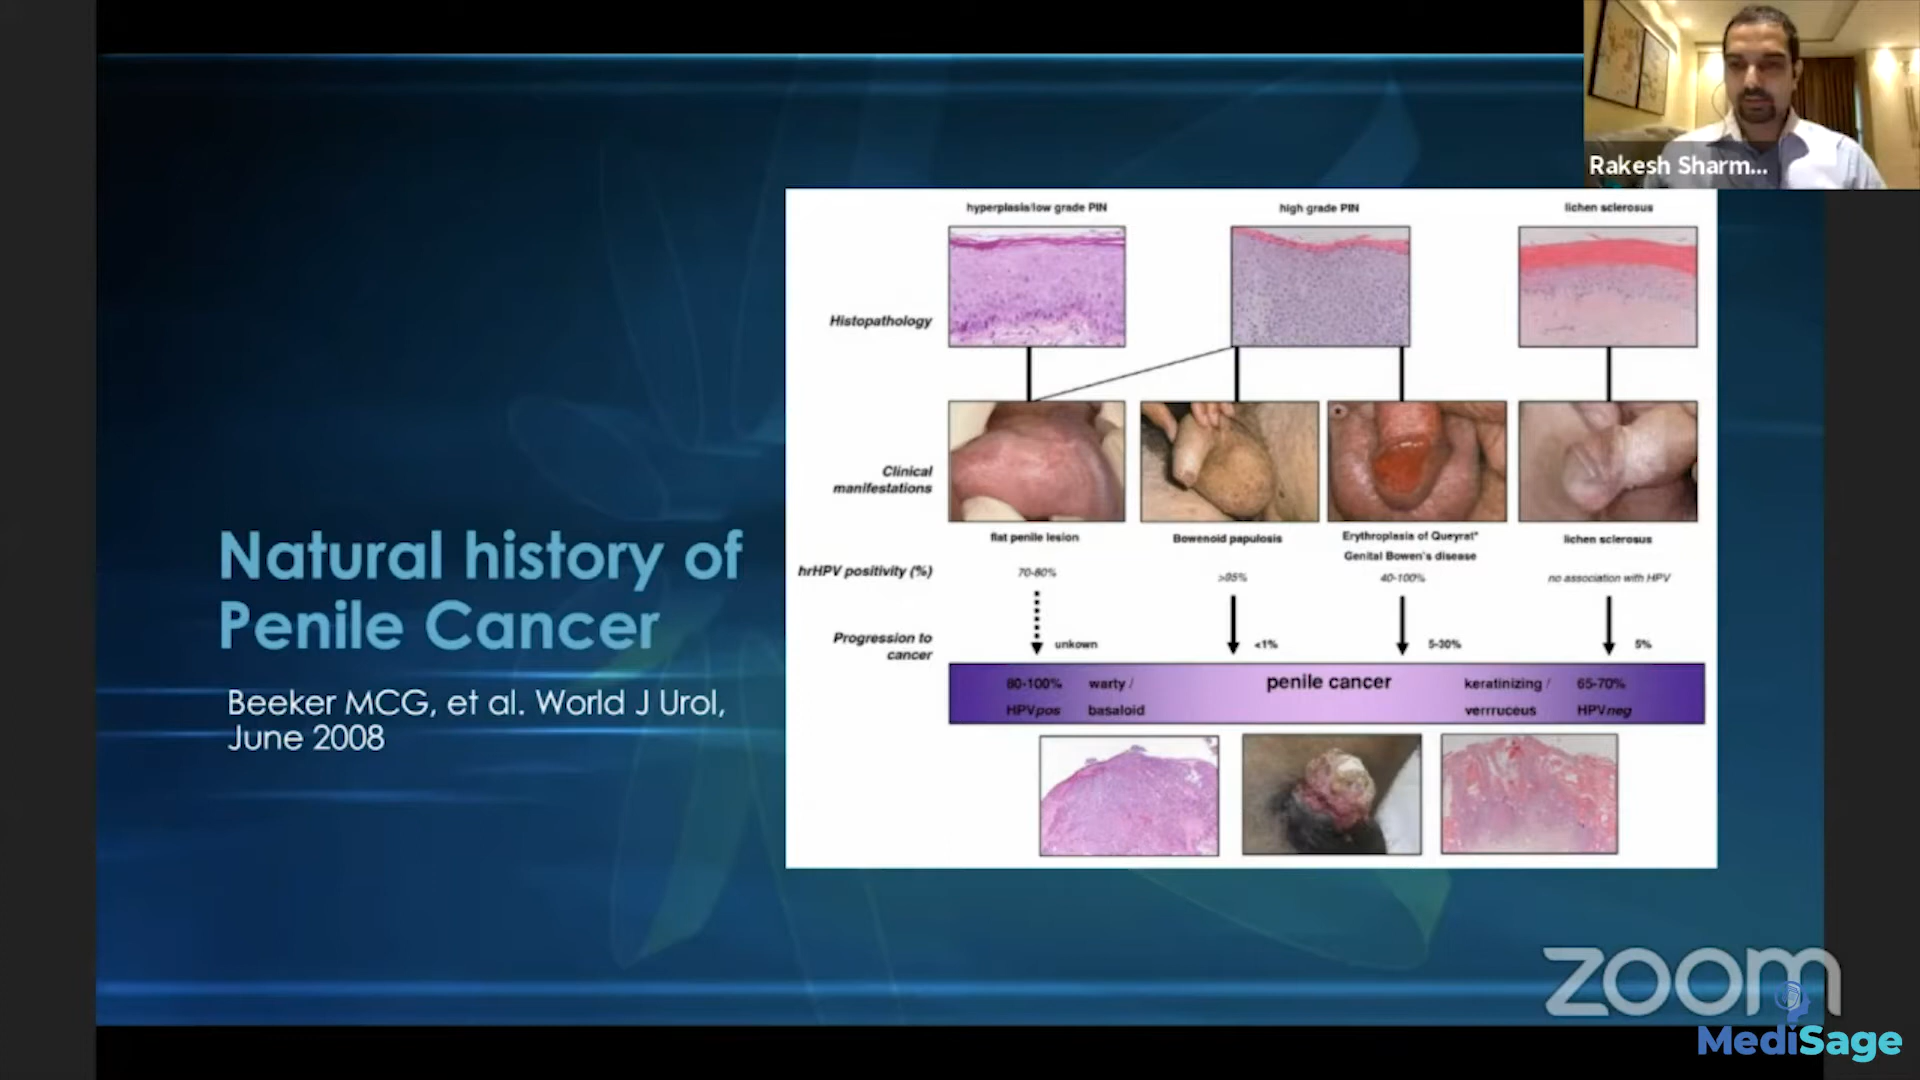 Rakesh Sharm...
Natural history of
Penile Cancer
Beeker MCG, et al. World J Urol,
June 2008
hyperplasia/low grade PIN
high grade PIN
lichen sclerosus
Histopathology
Clinical
manifestations
flat penile lesion
Bowenoid papulosis
Erythroplasia of Queyrat*
Genital Bowen's disease
lichen sclerosus
hrHPV positivity (%)
70-80%
40-100%
no association with HPV
Progression to
cancer
unkown
<1%
5-30%
5%
80-100% warty /
HPVpos basaloid
penile cancer
keratinizing / 65-70%
verrruceus HPVneg
zoom
MediSage